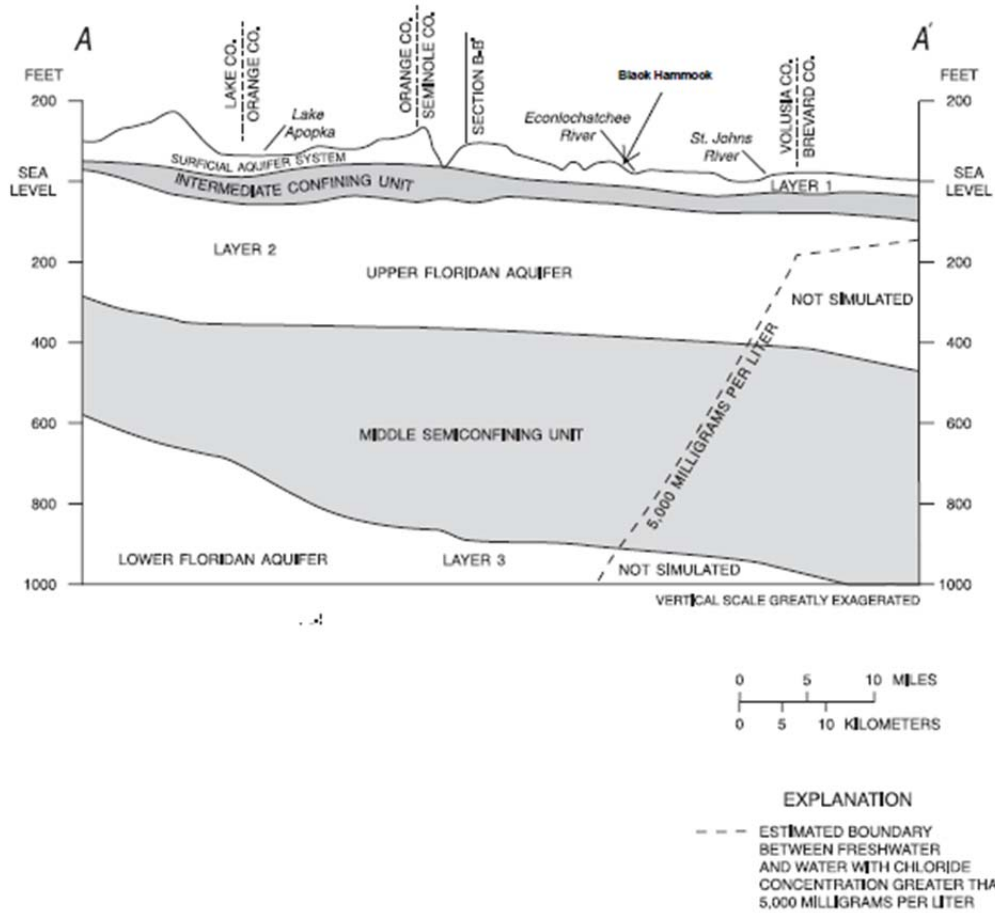 A
A′
FEET
FEET
LAKE CO.
ORANGE CO.
ORANGE CO.
SEMINOLE CO.
SECTION B-B'
Black Hammook
VOLUSIA CO.
BREVARD CO.
200
200
Lake
Apopka
Econlochatchee
River
St. Johns
River
SURFICIAL AQUIFER SYSTEM
SEA
LEVEL
SEA
LEVEL
INTERMEDIATE CONFINING UNIT
LAYER 1
LAYER 2
200
200
UPPER FLORIDAN AQUIFER
NOT SIMULATED
400
400
5,000 MILLIGRAMS PER LITER
MIDDLE SEMICONFINING UNIT
600
600
800
800
LOWER FLORIDAN AQUIFER
LAYER 3
NOT SIMULATED
1000
1000
VERTICAL SCALE GREATLY EXAGERATED
0 5 10 MILES
0 5 10 KILOMETERS
EXPLANATION
ESTIMATED BOUNDARY
BETWEEN FRESHWATER
AND WATER WITH CHLORIDE
CONCENTRATION GREATER THA
5,000 MILLIGRAMS PER LITER